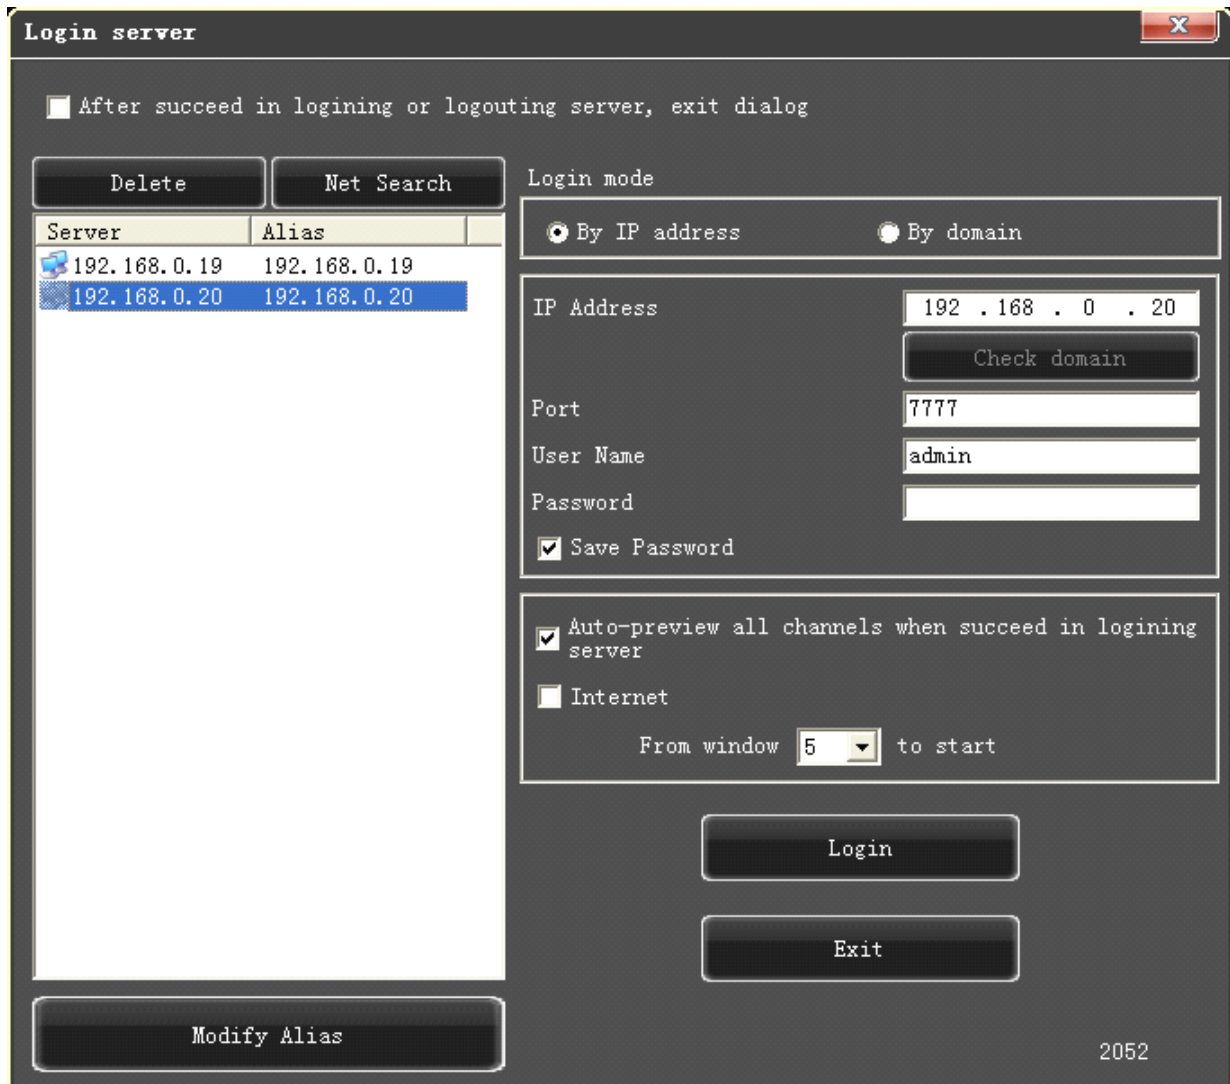 Login server
After succeed in logining or logouting server, exit dialog
Delete
Net Search
Server Alias
192.168.0.19 192.168.0.19
192.168.0.20 192.168.0.20
Modify Alias
Login mode
By IP address By domain
IP Address 192 . 168 . 0 . 20
Check domain
Port 7777
User Name admin
Password
Save Password
Auto-preview all channels when succeed in logining
server
Internet
From window 5 to start
Login
Exit
2052